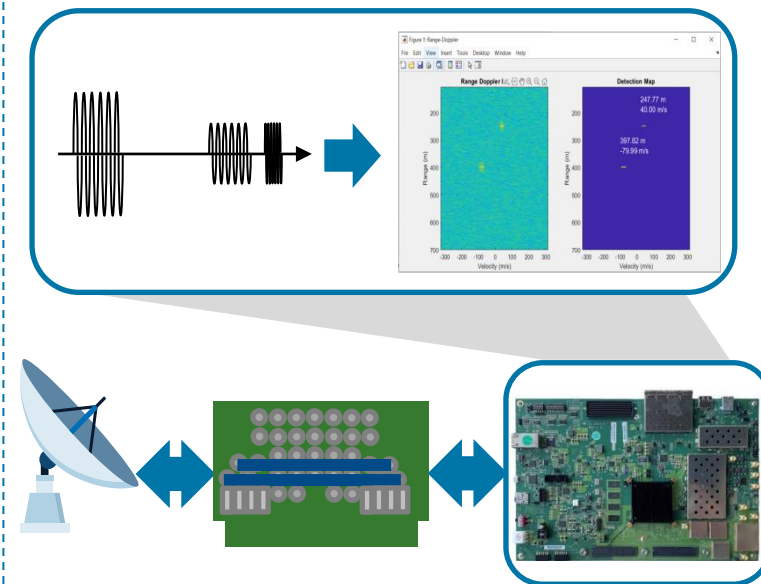 Figure 1: Range-Doppler
File Edit View Insert Tools Desktop Window Help
Range Doppler
Detection Map
247.77 m
40.00 m/s
397.82 m
-79.99 m/s
Range (m)
200
300
400
500
600
700
-300 -200 -100 0 100 200 300
Velocity (m/s)
Range (m)
200
300
400
500
600
700
-300 -200 -100 0 100 200 300
Velocity (m/s)